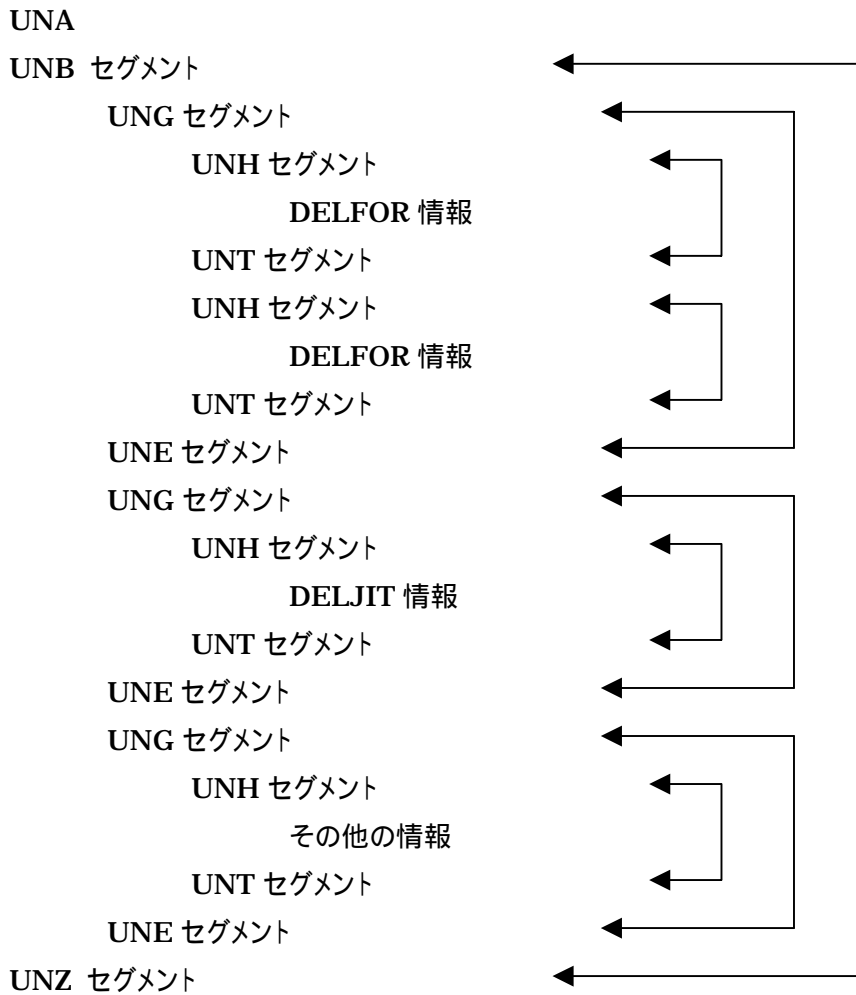 UNA
UNB セグメント
UNG セグメント
UNH セグメント
DELFOR 情報
UNT セグメント
UNH セグメント
DELFOR 情報
UNT セグメント
UNE セグメント
UNG セグメント
UNH セグメント
DELJIT 情報
UNT セグメント
UNE セグメント
UNG セグメント
UNH セグメント
その他の情報
UNT セグメント
UNE セグメント
UNZ セグメント